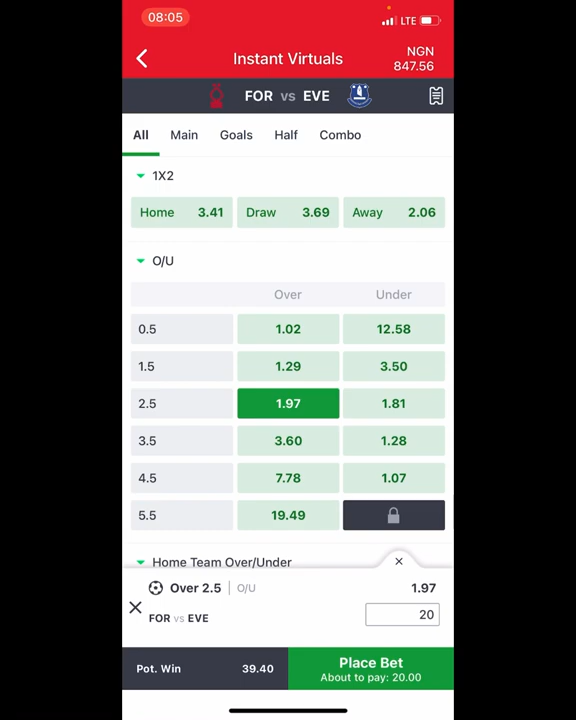 08:05 LTE
Instant Virtuals NGN 847.56
FOR vs EVE
All Main Goals Half Combo
1X2
Home 3.41 Draw 3.69 Away 2.06
O/U
Over Under
0.5 1.02 12.58
1.5 1.29 3.50
2.5 1.97 1.81
3.5 3.60 1.28
4.5 7.78 1.07
5.5 19.49
Home Team Over/Under
Over 2.5 | O/U 1.97
FOR vs EVE 20
Pot. Win 39.40 Place Bet
About to pay: 20.00